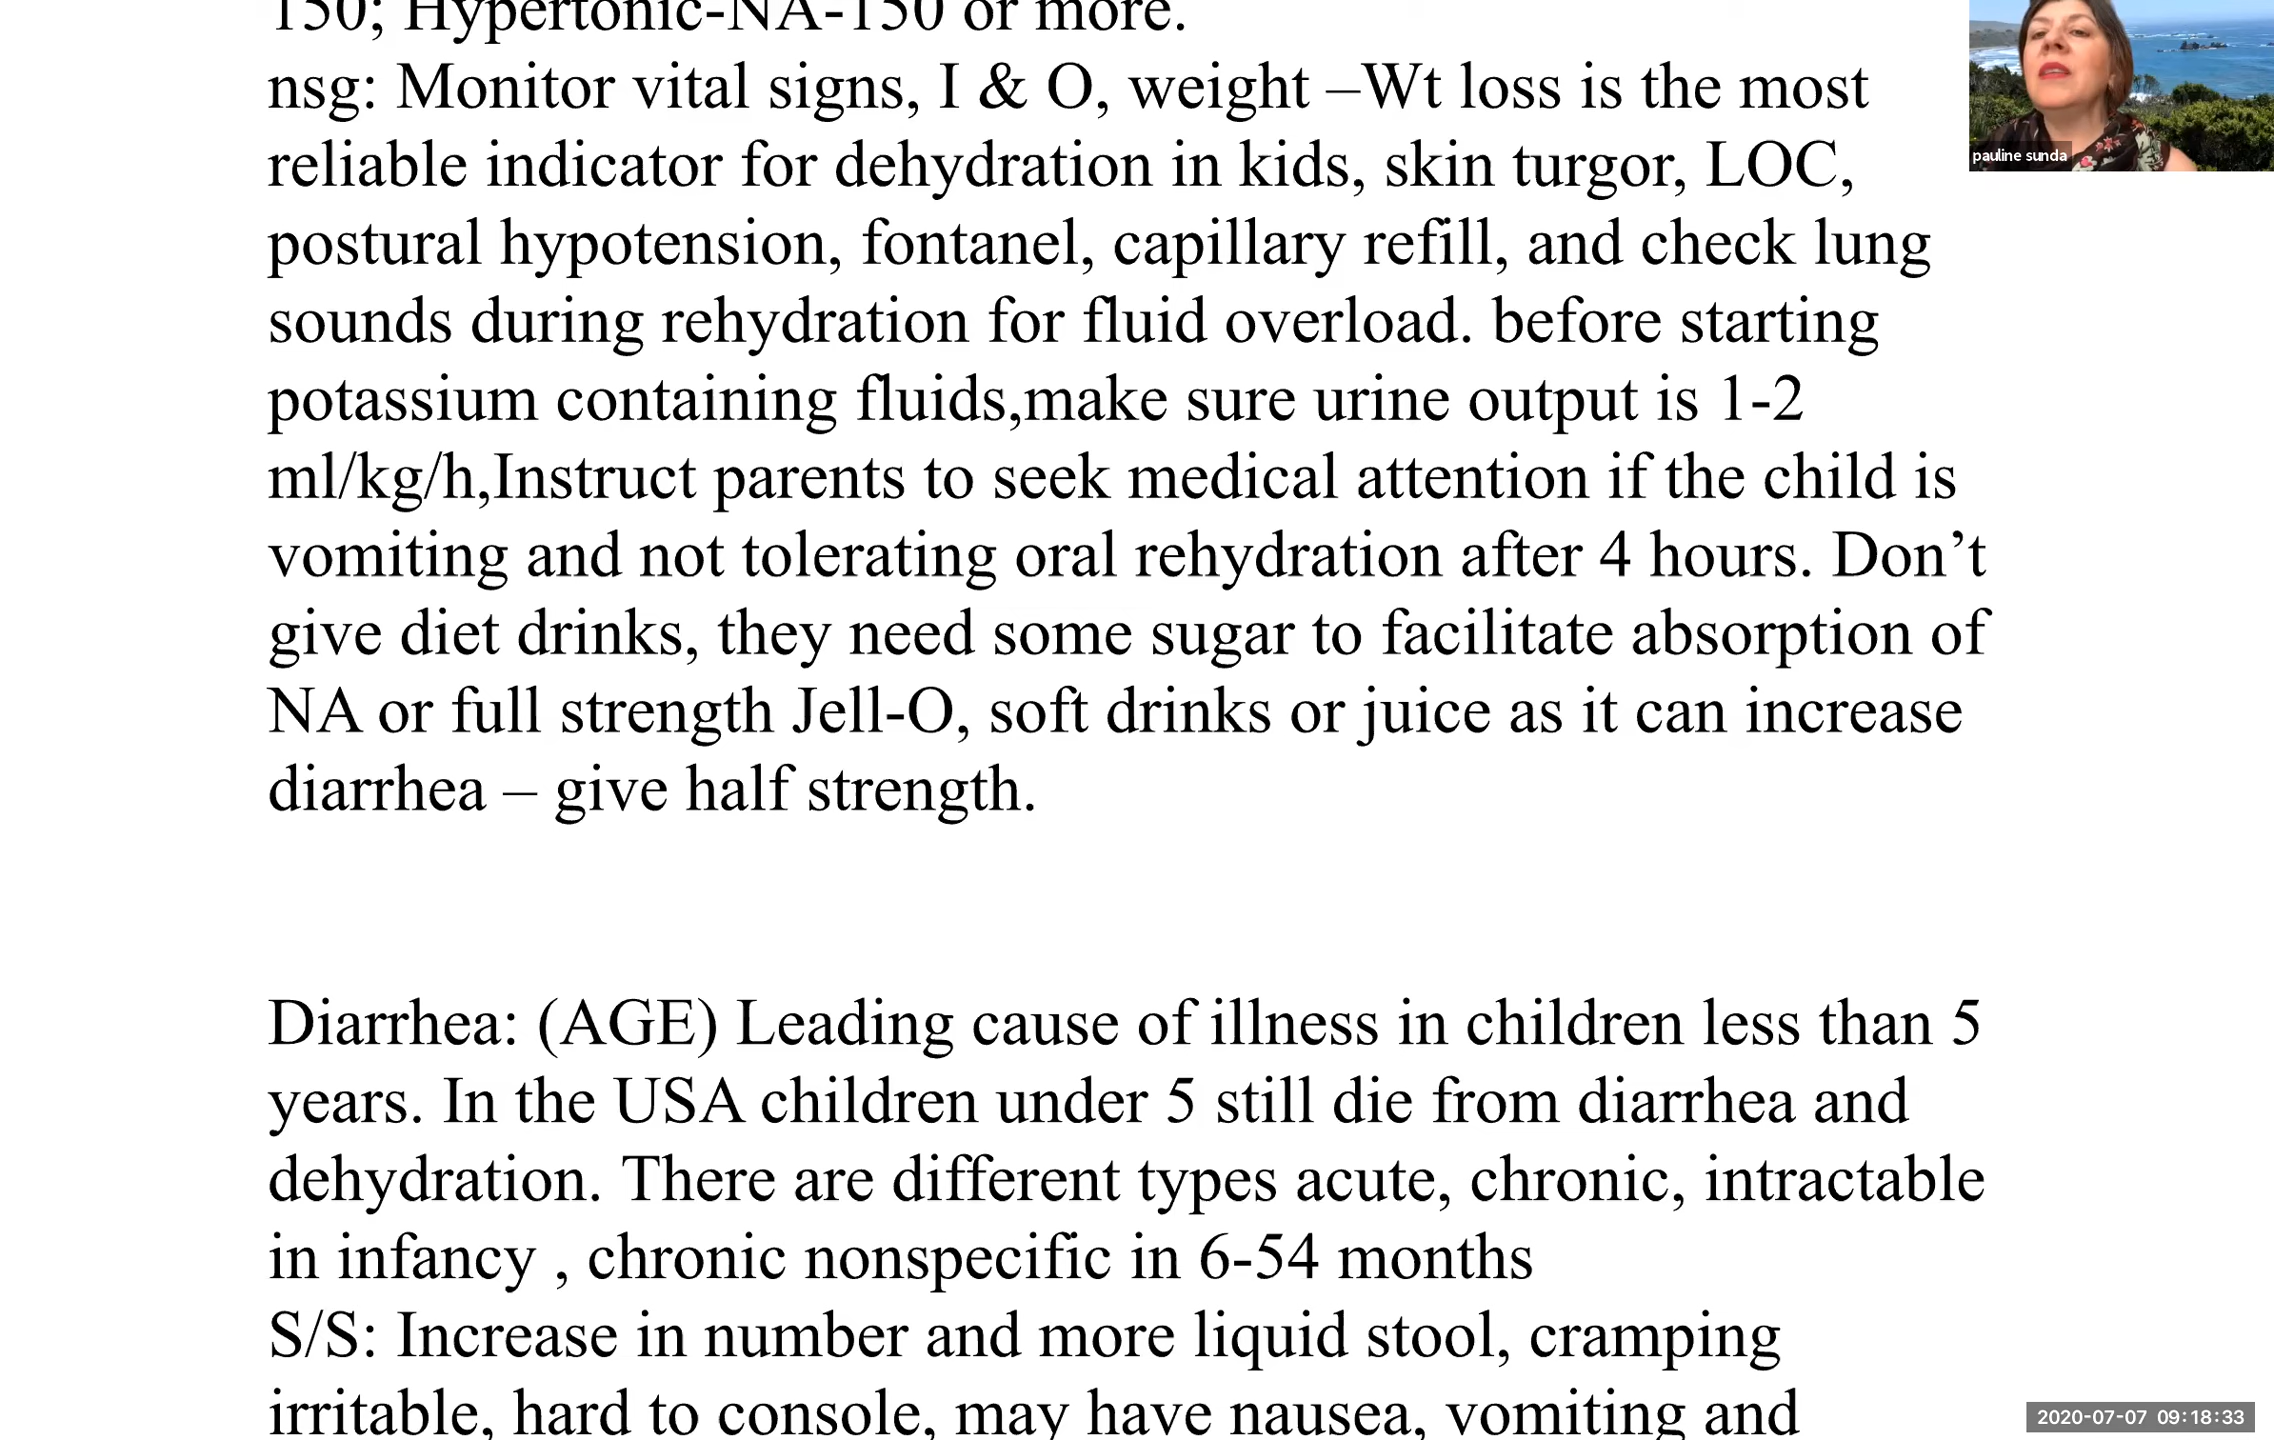 150; Hypertonic-NA-150 or more.
nsg: Monitor vital signs, I & O, weight –Wt loss is the most
reliable indicator for dehydration in kids, skin turgor, LOC,
postural hypotension, fontanel, capillary refill, and check lung
sounds during rehydration for fluid overload. before starting
potassium containing fluids,make sure urine output is 1-2
ml/kg/h,Instruct parents to seek medical attention if the child is
vomiting and not tolerating oral rehydration after 4 hours. Don’t
give diet drinks, they need some sugar to facilitate absorption of
NA or full strength Jell-O, soft drinks or juice as it can increase
diarrhea – give half strength.
Diarrhea: (AGE) Leading cause of illness in children less than 5
years. In the USA children under 5 still die from diarrhea and
dehydration. There are different types acute, chronic, intractable
in infancy , chronic nonspecific in 6-54 months
S/S: Increase in number and more liquid stool, cramping
irritable, hard to console, may have nausea, vomiting and
pauline sunda
2020-07-07 09:18:33